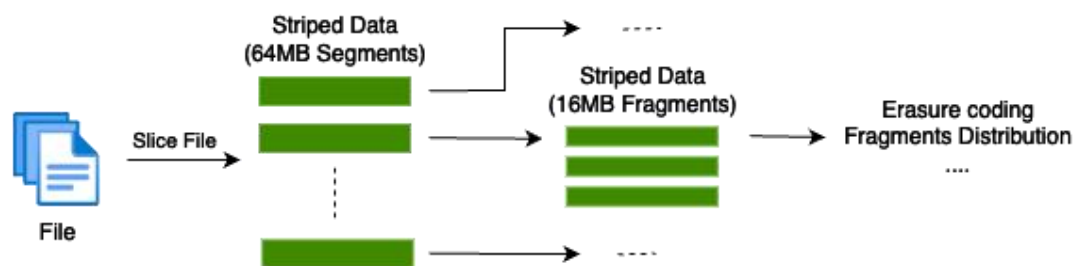 File
Slice File
Striped Data
(64MB Segments)
Striped Data
(16MB Fragments)
Erasure coding
Fragments Distribution
....